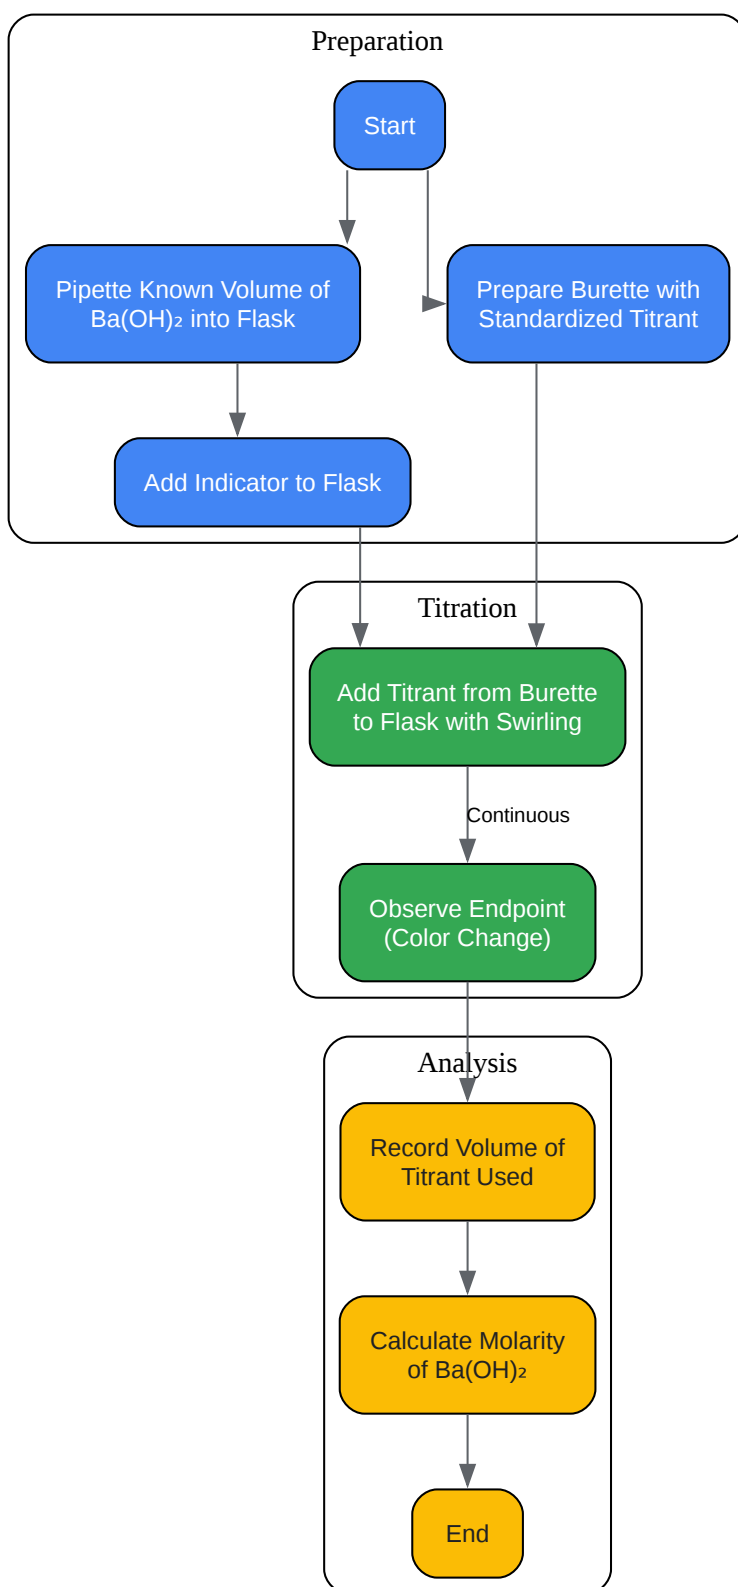 Preparation
Start
Pipette Known Volume of
Ba(OH)₂ into Flask
Prepare Burette with
Standardized Titrant
Add Indicator to Flask
Titration
Add Titrant from Burette
to Flask with Swirling
Continuous
Observe Endpoint
(Color Change)
Analysis
Record Volume of
Titrant Used
Calculate Molarity
of Ba(OH)₂
End